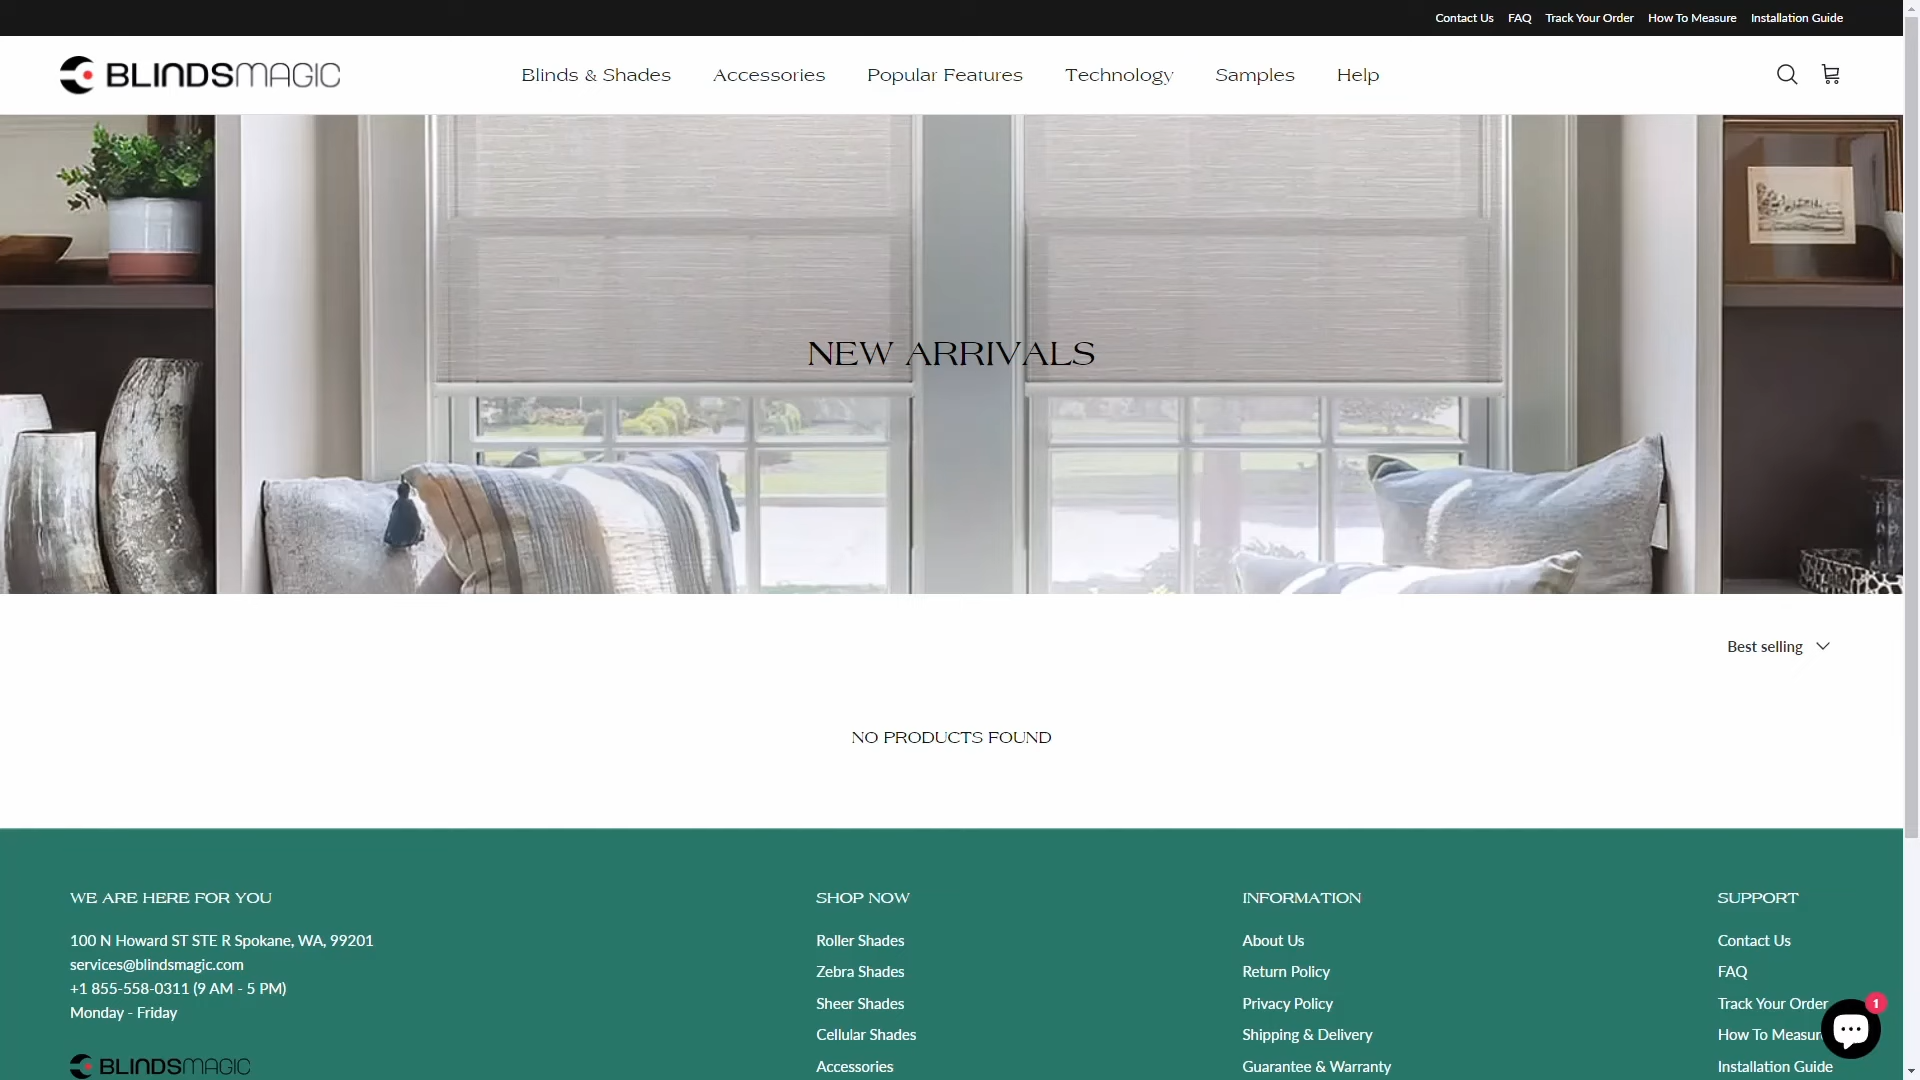 Contact Us FAQ Track Your Order How To Measure Installation Guide
BLINDSMAGIC
Blinds & Shades Accessories Popular Features Technology Samples Help
NEW ARRIVALS
Best selling
NO PRODUCTS FOUND
WE ARE HERE FOR YOU
100 N Howard ST STE R Spokane, WA, 99201
services@blindsmagic.com
+1 855-558-0311 (9 AM - 5 PM)
Monday - Friday
BLINDSMAGIC
SHOP NOW
Roller Shades
Zebra Shades
Sheer Shades
Cellular Shades
Accessories
INFORMATION
About Us
Return Policy
Privacy Policy
Shipping & Delivery
Guarantee & Warranty
SUPPORT
Contact Us
FAQ
Track Your Order
How To Measure
Installation Guide
1